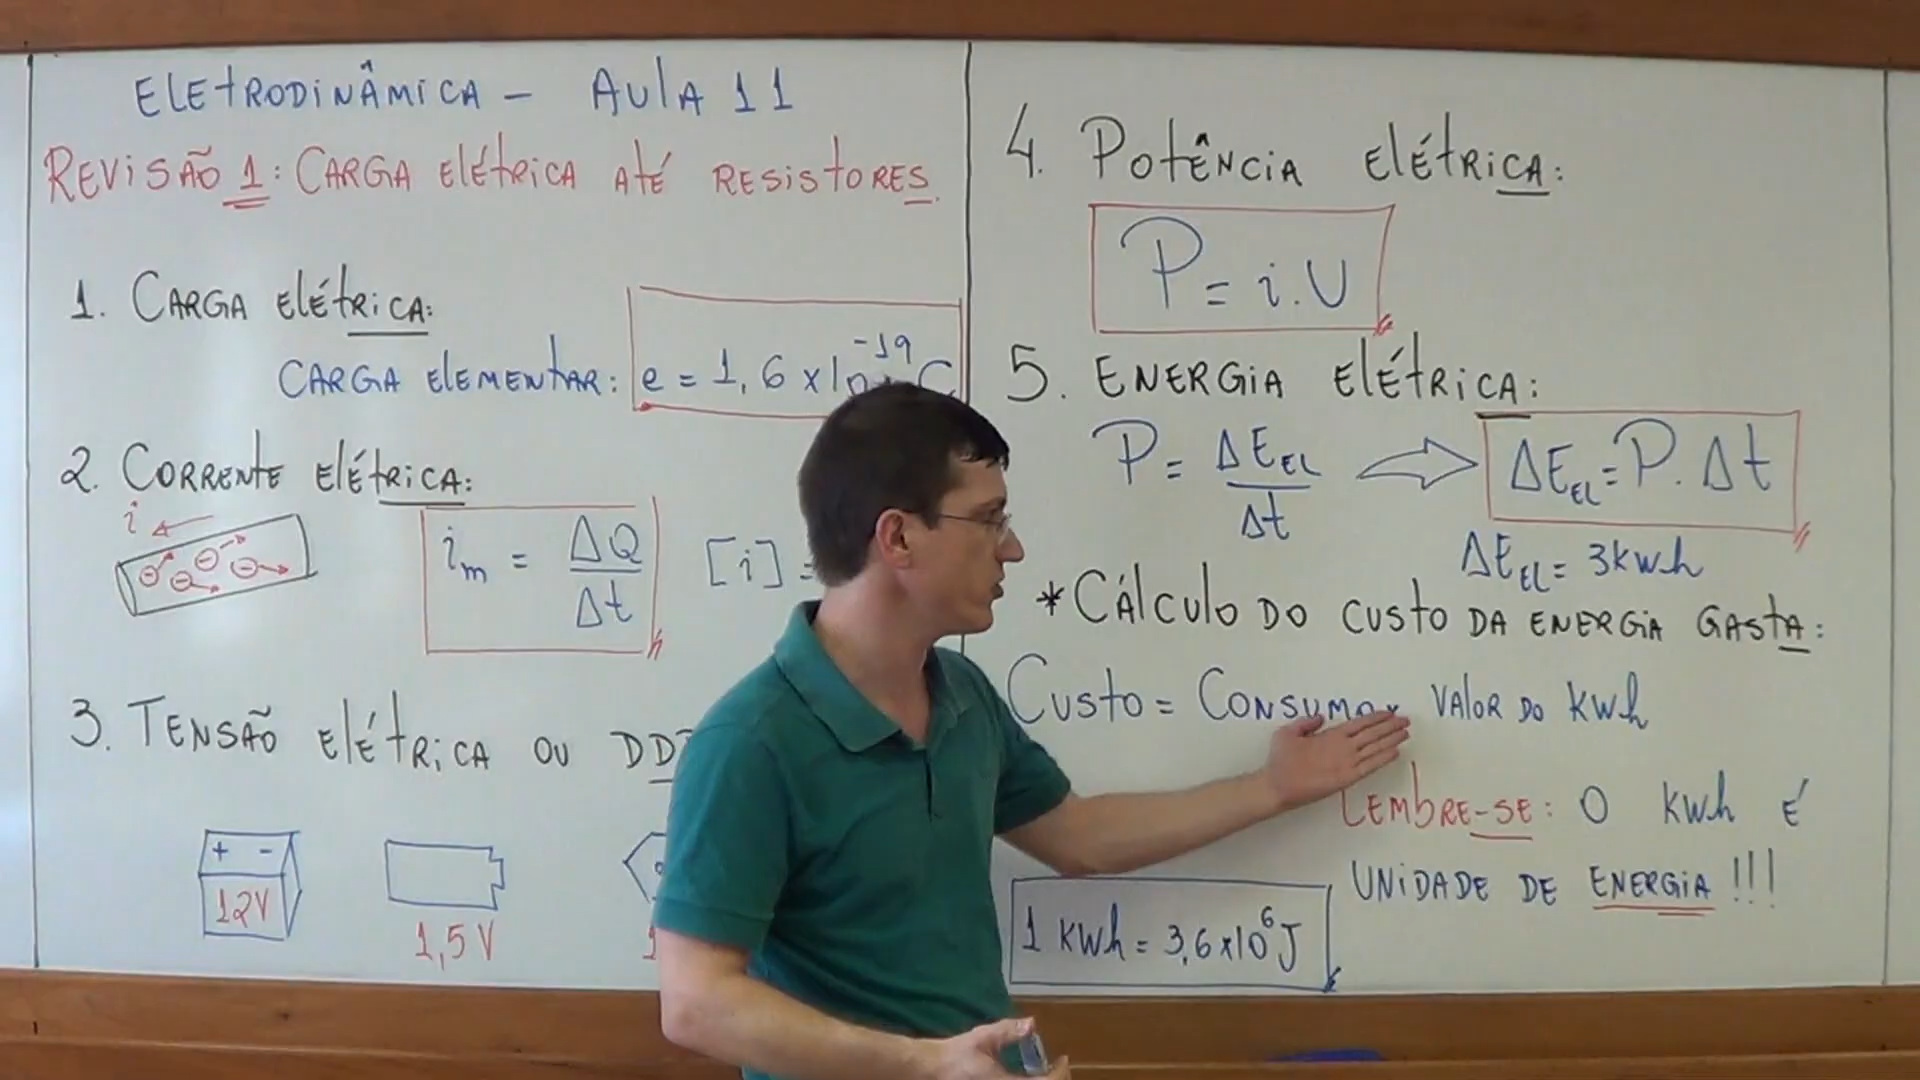 Eletrodinâmica - Aula 11
Revisão 1: Carga elétrica até resistores.
1. Carga elétrica:
Carga elementar: e = 1,6 x10⁻¹⁹ C
2. Corrente elétrica:
i
i_m = ΔQ/Δt [i] =
3. Tensão elétrica ou
+ -
12V
1,5 V
4. Potência elétrica:
P = i.U
5. Energia elétrica:
P = ΔE_EL/Δt ⇒ ΔE_EL = P.Δt
ΔE_EL = 3kWh
*Cálculo do custo da energia gasta:
Custo = Consumo x valor do kWh
Lembre-se: O kWh é
unidade de energia!!!
1 kWh = 3,6x10⁶J